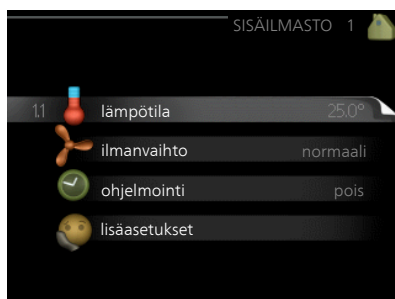 SISÄILMASTO 1
1.1 lämpötila 25.0°
ilmanvaihto normaali
ohjelmointi pois
lisäasetukset